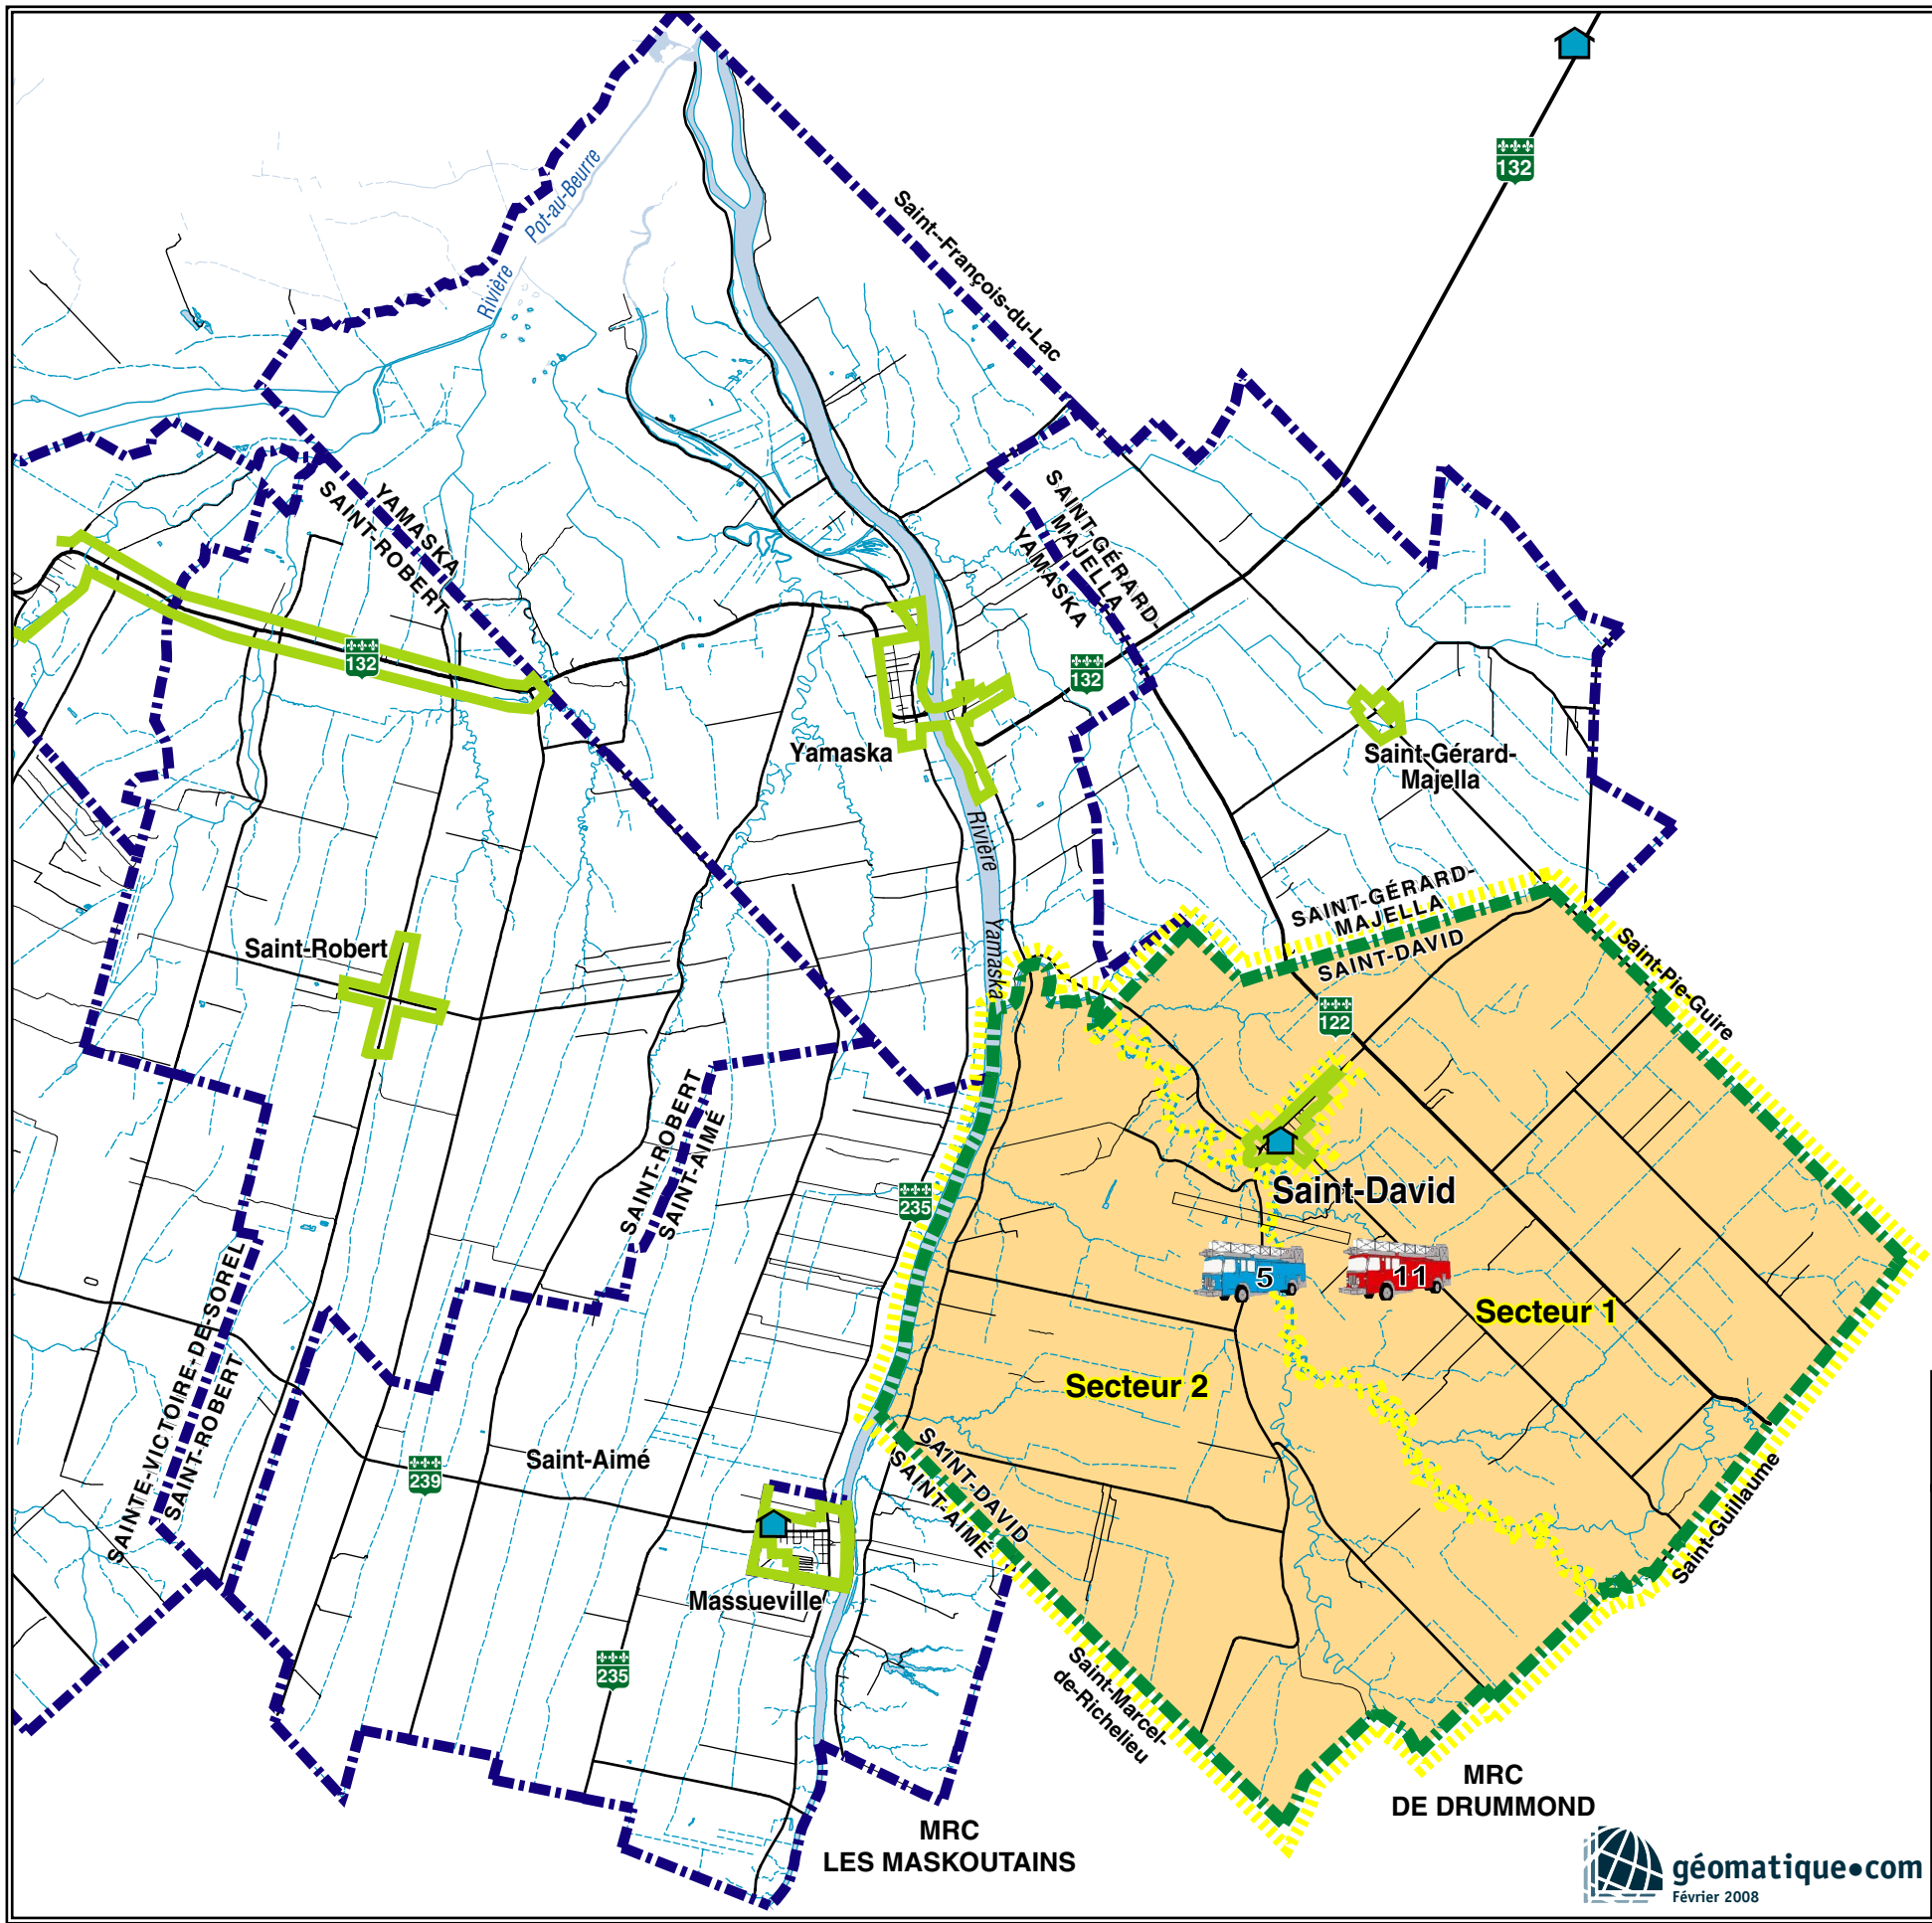 132
Rivière
Pot-au-Beurre
Saint--François-du-Lac
YAMASKA
SAINT-ROBERT
SAINT-GÉRARD-
MAJELLA
YAMASKA
132
132
Yamaska
Saint-Gérard-
Majella
Rivière
Yamaska
SAINT-GÉRARD-
MAJELLA
SAINT-DAVID
Saint-Pie-Guire
Saint-Robert
122
SAINT-ROBERT
SAINT-AIMÉ
235
Saint-David
5
11
Secteur 1
Secteur 2
SAINTE-VICTOIRE-DE-SOREL
SAINT-ROBERT
239
Saint-Aimé
SAINT-DAVID
SAINT-AIMÉ
Saint-Guillaume
Massueville
235
Saint-Marcel-
de-Richelieu
MRC
DE DRUMMOND
MRC
LES MASKOUTAINS
géomatique•com
Février 2008